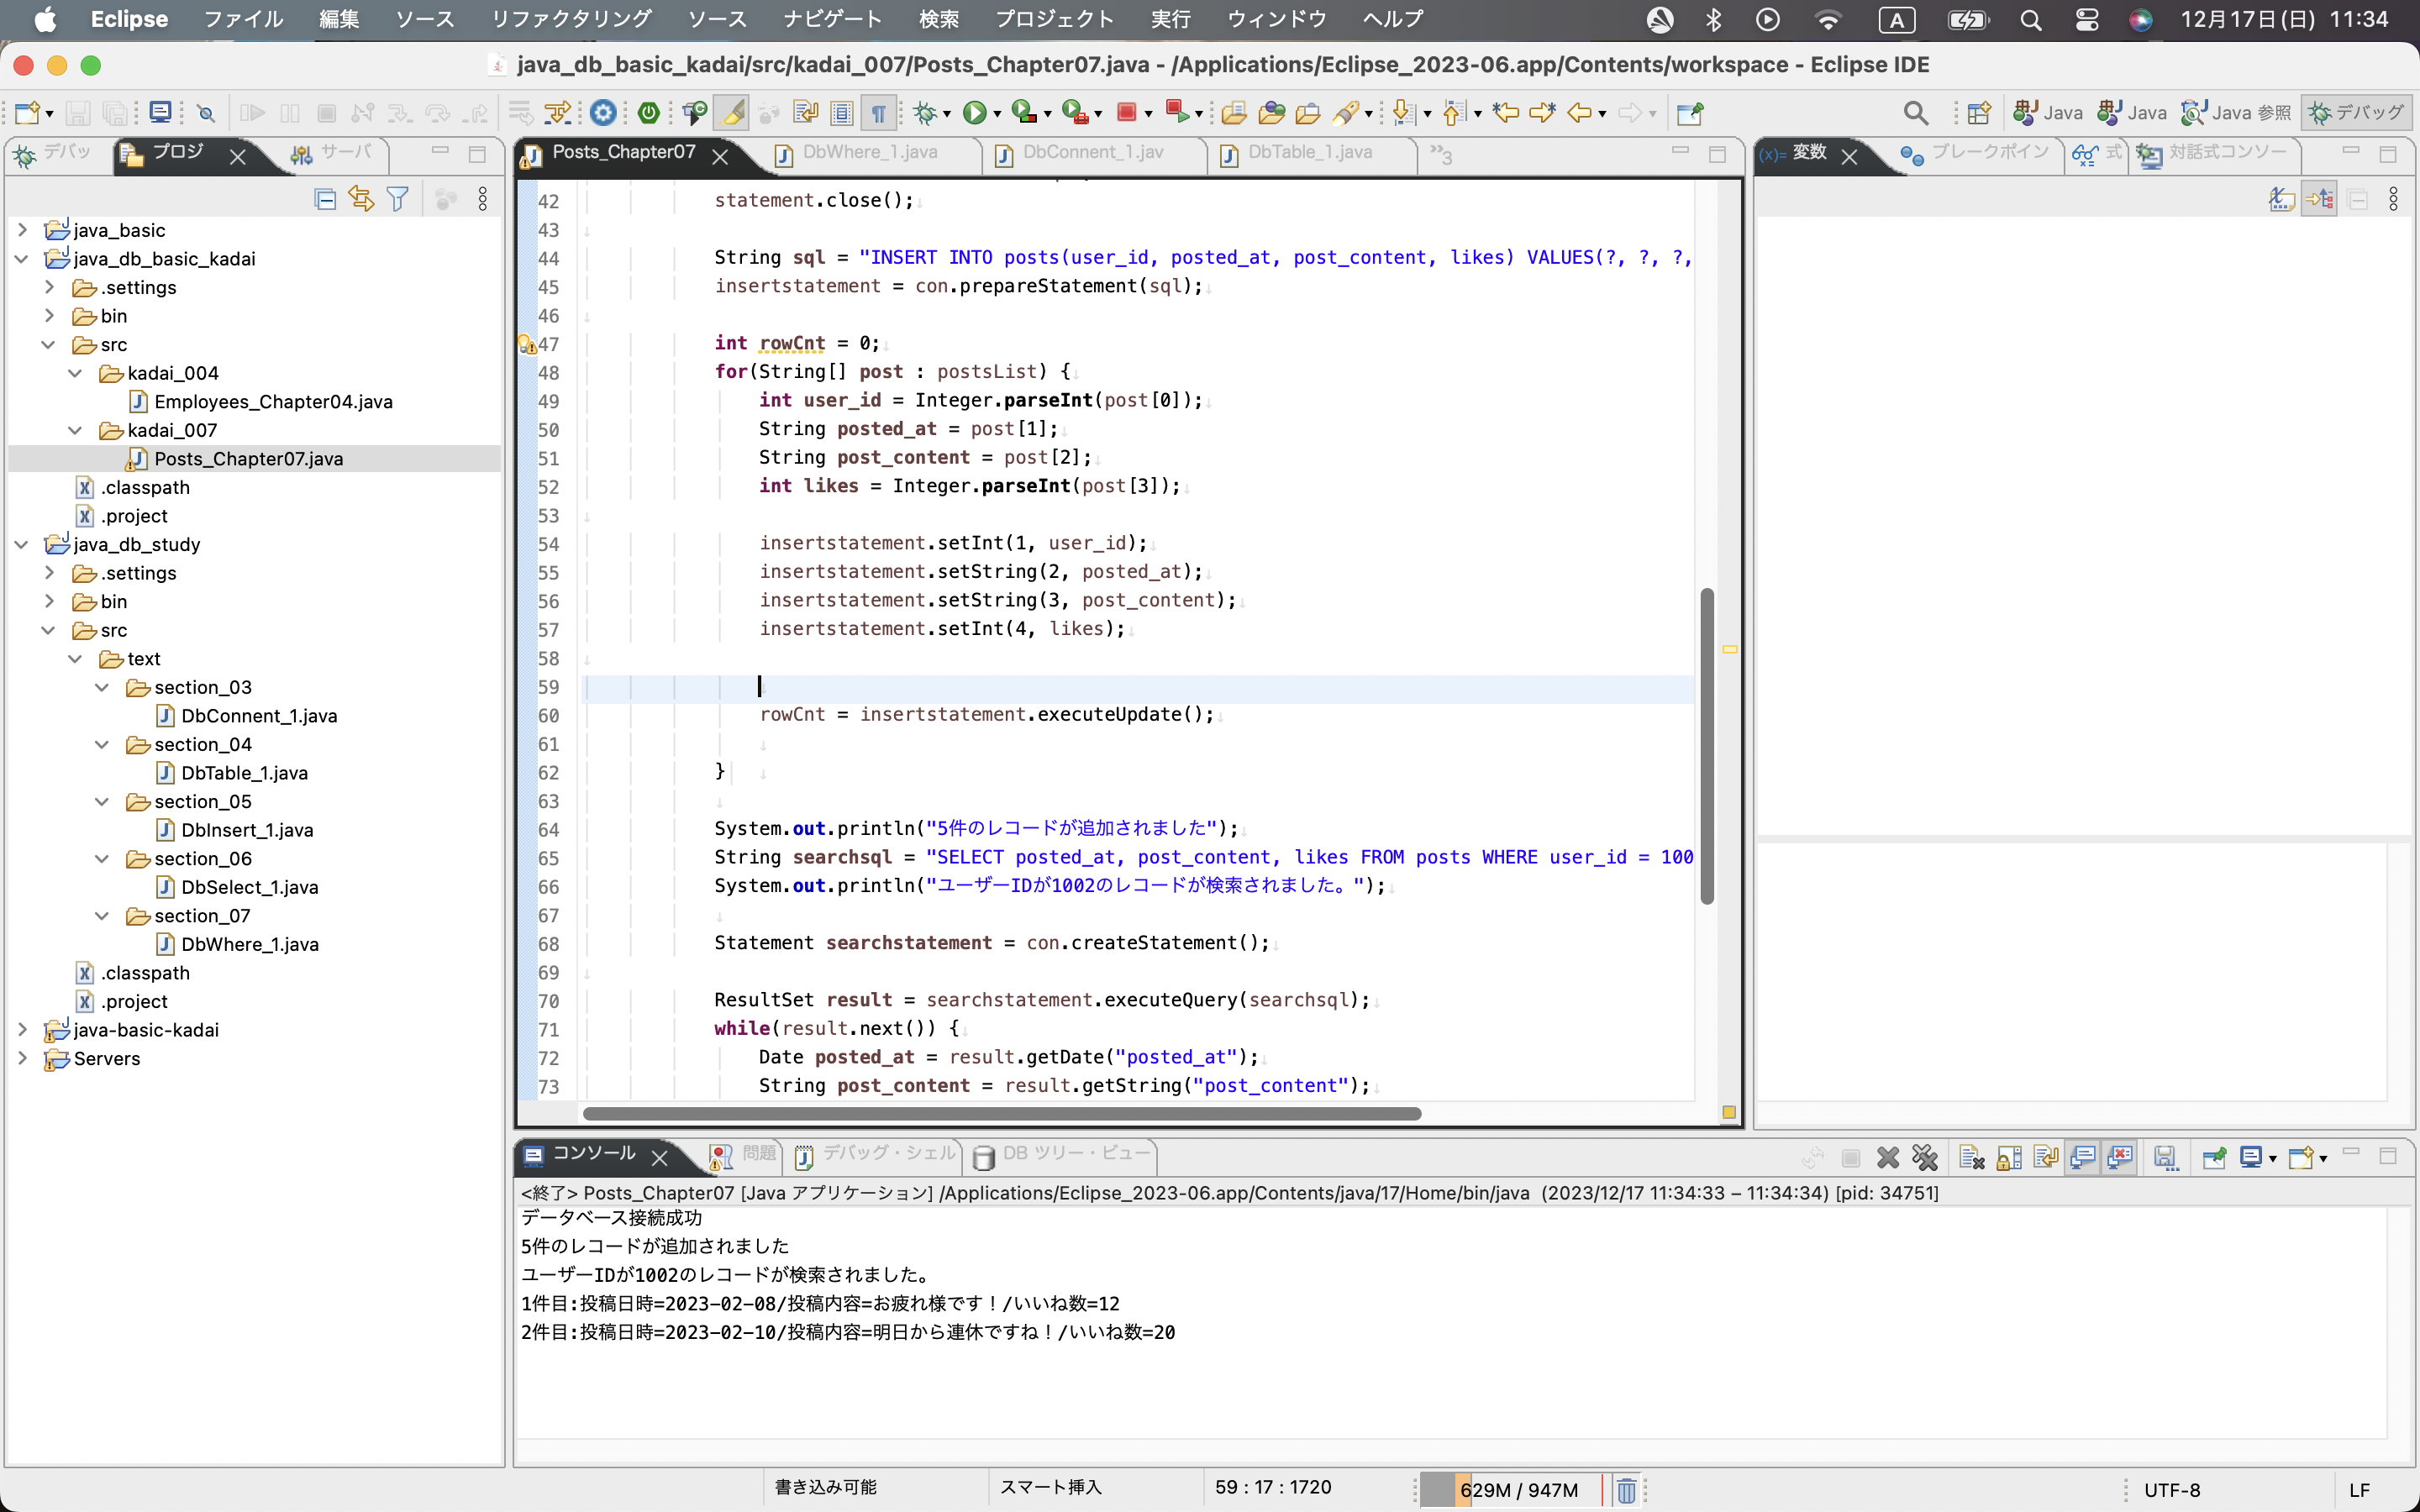 Eclipse ファイル 編集 ソース リファクタリング ソース ナビゲート 検索 プロジェクト 実行 ウィンドウ ヘルプ A 12月17日(日) 11:34
java_db_basic_kadai/src/kadai_007/Posts_Chapter07.java - /Applications/Eclipse_2023-06.app/Contents/workspace - Eclipse IDE
Java Java Java 参照 デバッグ
デバッ プロジ サーバ
java_basic
java_db_basic_kadai
.settings
bin
src
kadai_004
Employees_Chapter04.java
kadai_007
Posts_Chapter07.java
.classpath
.project
java_db_study
.settings
bin
src
text
section_03
DbConnent_1.java
section_04
DbTable_1.java
section_05
DbInsert_1.java
section_06
DbSelect_1.java
section_07
DbWhere_1.java
.classpath
.project
java-basic-kadai
Servers
Posts_Chapter07 DbWhere_1.java DbConnent_1.jav DbTable_1.java »3
42 statement.close();
43
44 String sql = "INSERT INTO posts(user_id, posted_at, post_content, likes) VALUES(?, ?, ?,
45 insertstatement = con.prepareStatement(sql);
46
47 int rowCnt = 0;
48 for(String[] post : postsList) {
49 int user_id = Integer.parseInt(post[0]);
50 String posted_at = post[1];
51 String post_content = post[2];
52 int likes = Integer.parseInt(post[3]);
53
54 insertstatement.setInt(1, user_id);
55 insertstatement.setString(2, posted_at);
56 insertstatement.setString(3, post_content);
57 insertstatement.setInt(4, likes);
58
59
60 rowCnt = insertstatement.executeUpdate();
61
62 }
63
64 System.out.println("5件のレコードが追加されました");
65 String searchsql = "SELECT posted_at, post_content, likes FROM posts WHERE user_id = 100
66 System.out.println("ユーザーIDが1002のレコードが検索されました。");
67
68 Statement searchstatement = con.createStatement();
69
70 ResultSet result = searchstatement.executeQuery(searchsql);
71 while(result.next()) {
72 Date posted_at = result.getDate("posted_at");
73 String post_content = result.getString("post_content");
(x)= 変数 ブレークポイン 式 対話式コンソー
コンソール 問題 デバッグ・シェル DB ツリー・ビュー
<終了> Posts_Chapter07 [Java アプリケーション] /Applications/Eclipse_2023-06.app/Contents/java/17/Home/bin/java (2023/12/17 11:34:33 – 11:34:34) [pid: 34751]
データベース接続成功
5件のレコードが追加されました
ユーザーIDが1002のレコードが検索されました。
1件目:投稿日時=2023-02-08/投稿内容=お疲れ様です！/いいね数=12
2件目:投稿日時=2023-02-10/投稿内容=明日から連休ですね！/いいね数=20
書き込み可能 スマート挿入 59 : 17 : 1720 629M / 947M UTF-8 LF